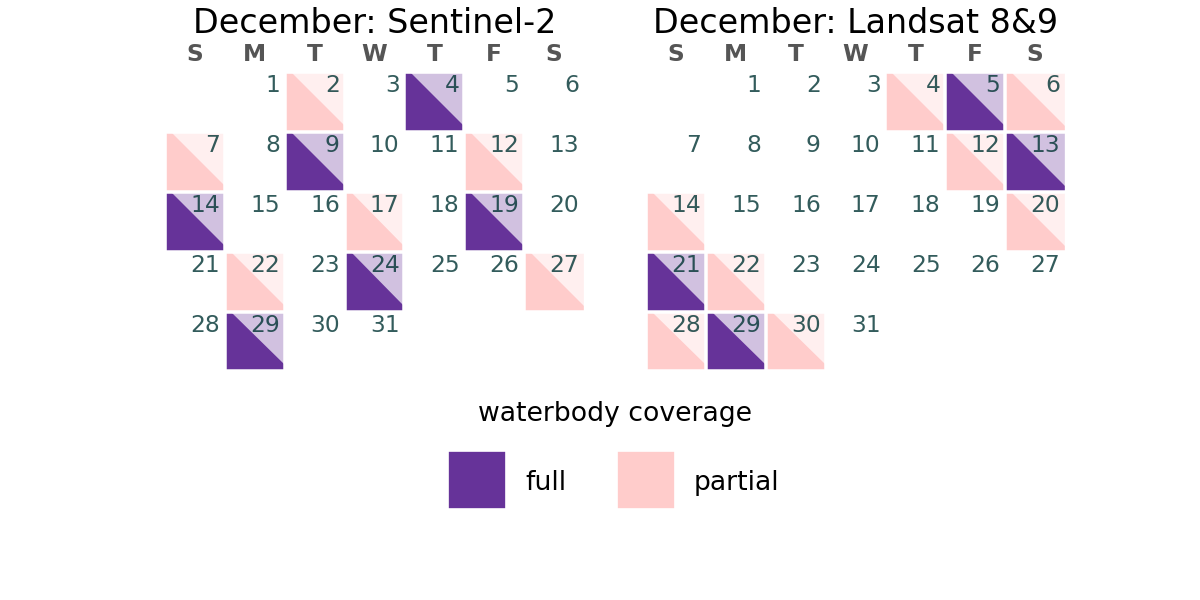 December: Sentinel-2
S M T W T F S
1 2 3 4 5 6
7 8 9 10 11 12 13
14 15 16 17 18 19 20
21 22 23 24 25 26 27
28 29 30 31
December: Landsat 8&9
S M T W T F S
1 2 3 4 5 6
7 8 9 10 11 12 13
14 15 16 17 18 19 20
21 22 23 24 25 26 27
28 29 30 31
waterbody coverage
full partial